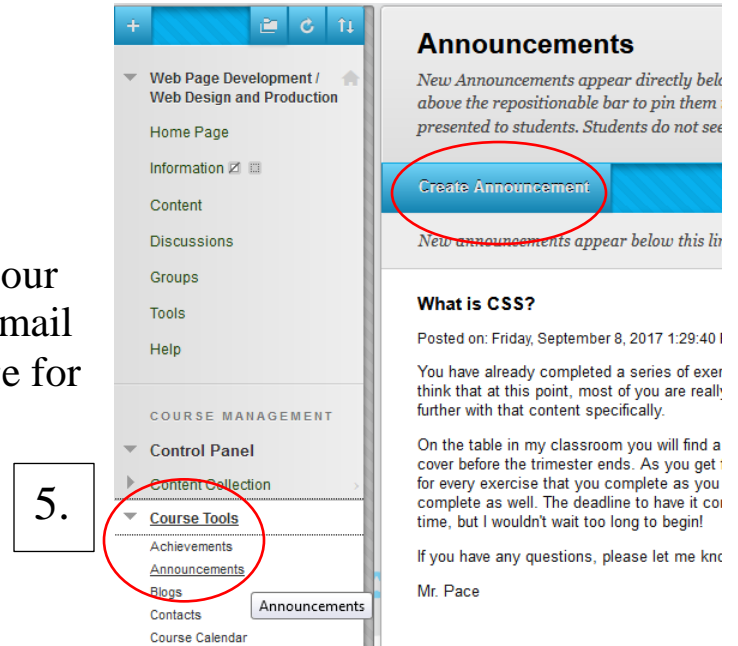 our
mail
e for
5.
Web Page Development /
Web Design and Production
Home Page
Information
Content
Discussions
Groups
Tools
Help
COURSE MANAGEMENT
Control Panel
Content Collection
Course Tools
Achievements
Announcements
Blogs
Contacts
Course Calendar
Announcements
Announcements
New Announcements appear directly bel
above the repositionable bar to pin them
presented to students. Students do not see
Create Announcement
New announcements appear below this li
What is CSS?
Posted on: Friday, September 8, 2017 1:29:40
You have already completed a series of exer
think that at this point, most of you are really
further with that content specifically.
On the table in my classroom you will find a
cover before the trimester ends. As you get
for every exercise that you complete as you
complete as well. The deadline to have it co
time, but I wouldn't wait too long to begin!
If you have any questions, please let me kno
Mr. Pace